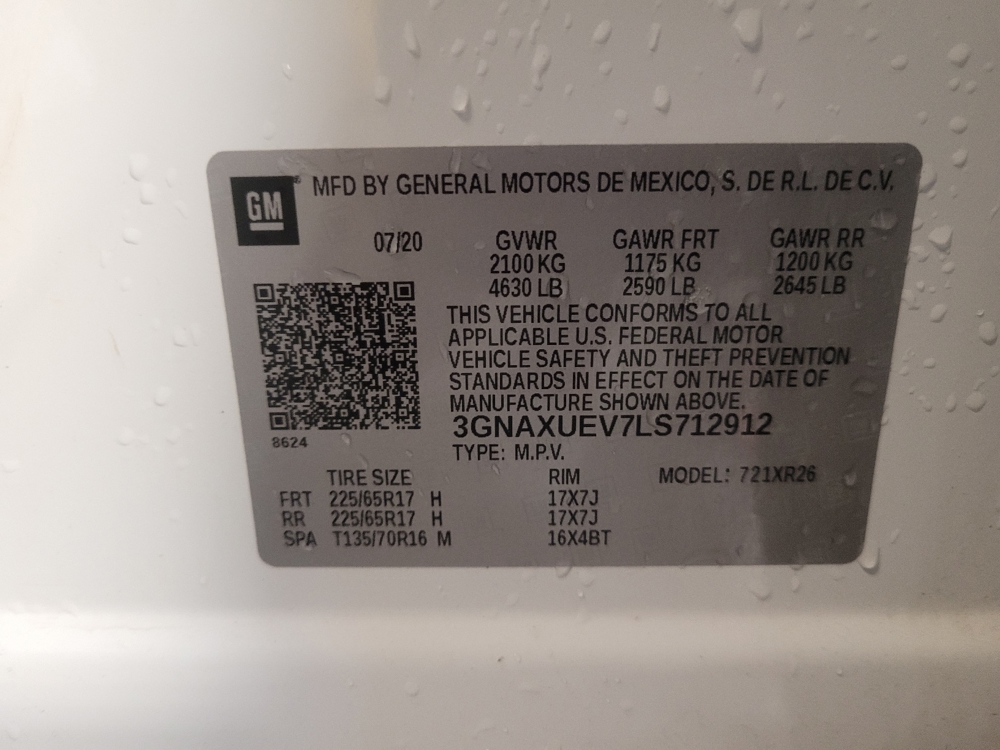 GM
MFD BY GENERAL MOTORS DE MEXICO, S. DE R.L. DE C.V.
07/20 GVWR GAWR FRT GAWR RR
2100 KG 1175 KG 1200 KG
4630 LB 2590 LB 2645 LB
THIS VEHICLE CONFORMS TO ALL
APPLICABLE U.S. FEDERAL MOTOR
VEHICLE SAFETY AND THEFT PREVENTION
STANDARDS IN EFFECT ON THE DATE OF
MANUFACTURE SHOWN ABOVE.
3GNAXUEV7LS712912
8624
TYPE: M.P.V.
TIRE SIZE RIM MODEL: 721XR26
FRT 225/65R17 H 17X7J
RR 225/65R17 H 17X7J
SPA T135/70R16 M 16X4BT